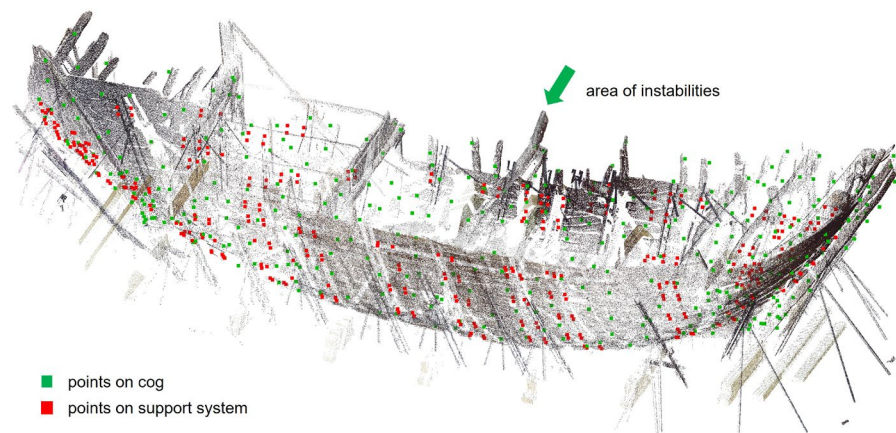 area of instabilities
points on cog
points on support system